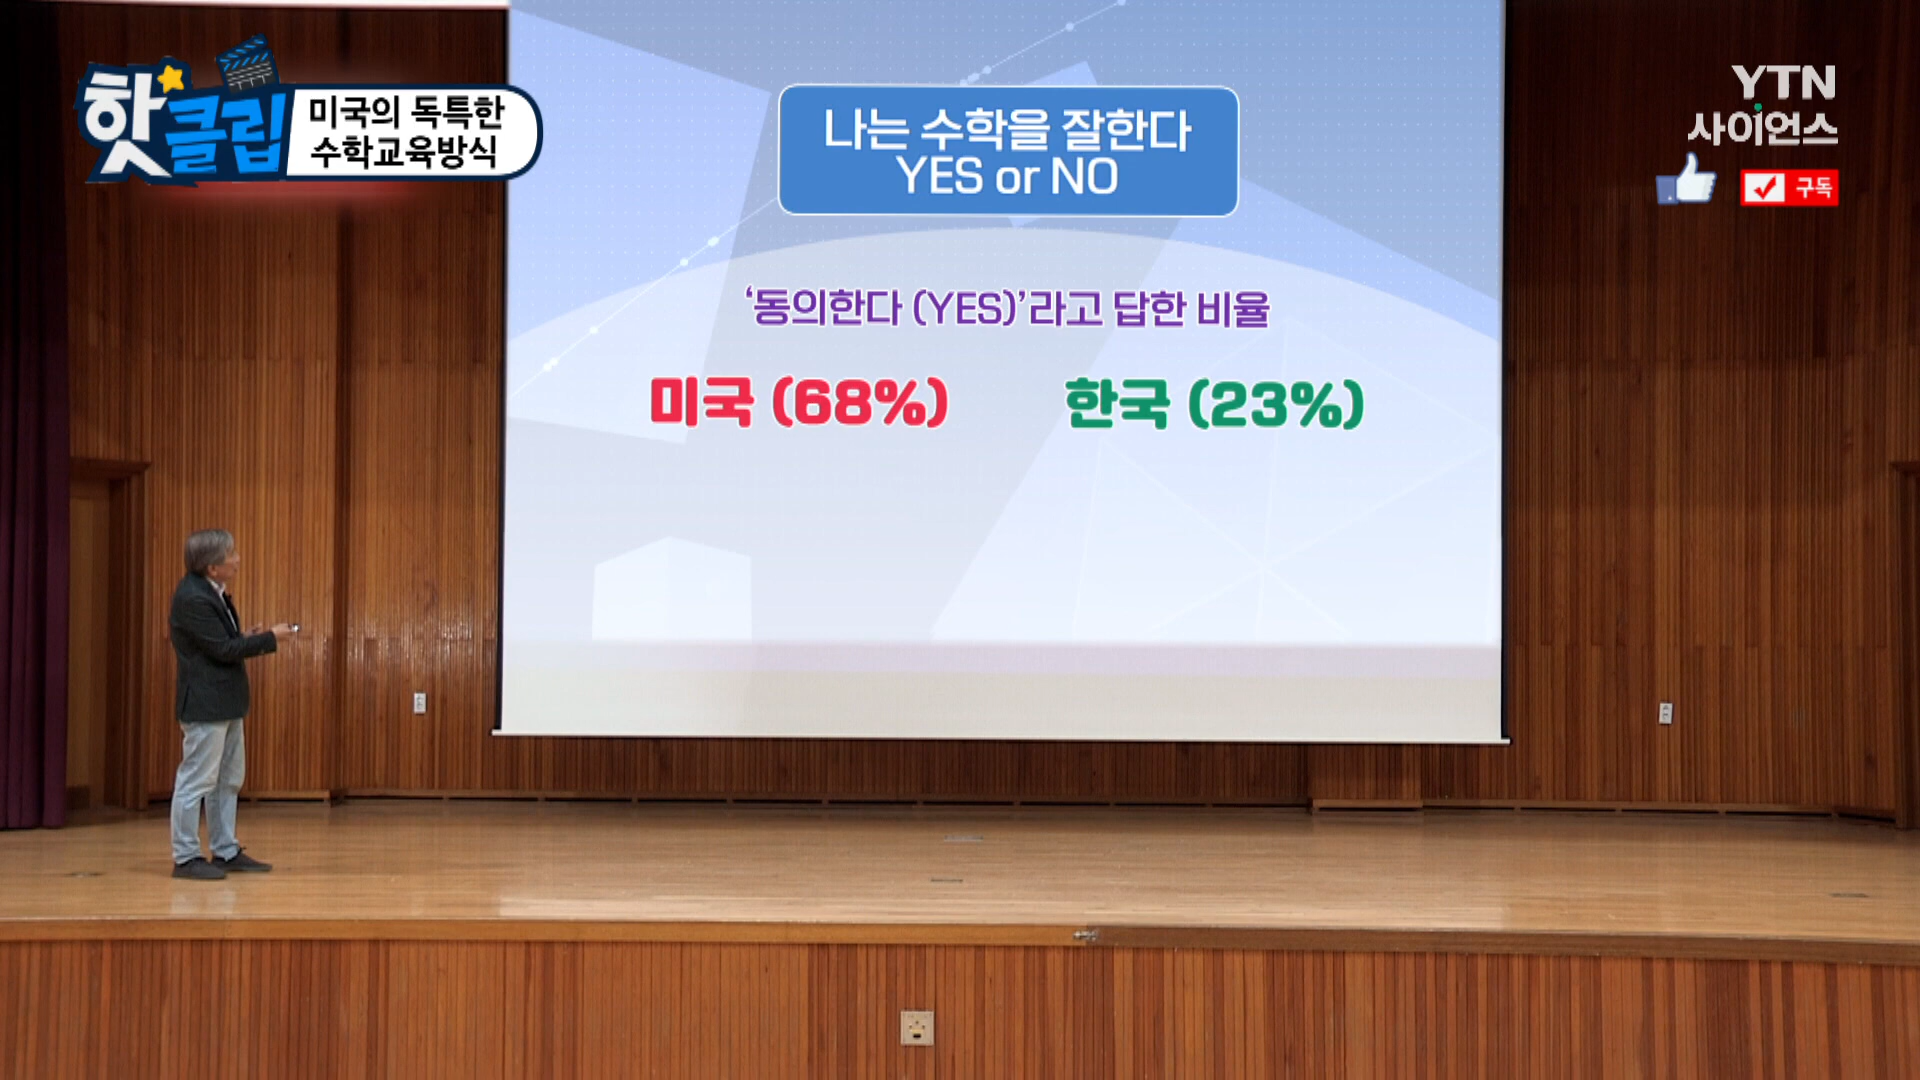 핫클립
미국의 독특한
수학교육방식
YTN
사이언스
구독
나는 수학을 잘한다
YES or NO
‘동의한다 (YES)’라고 답한 비율
미국 (68%)
한국 (23%)